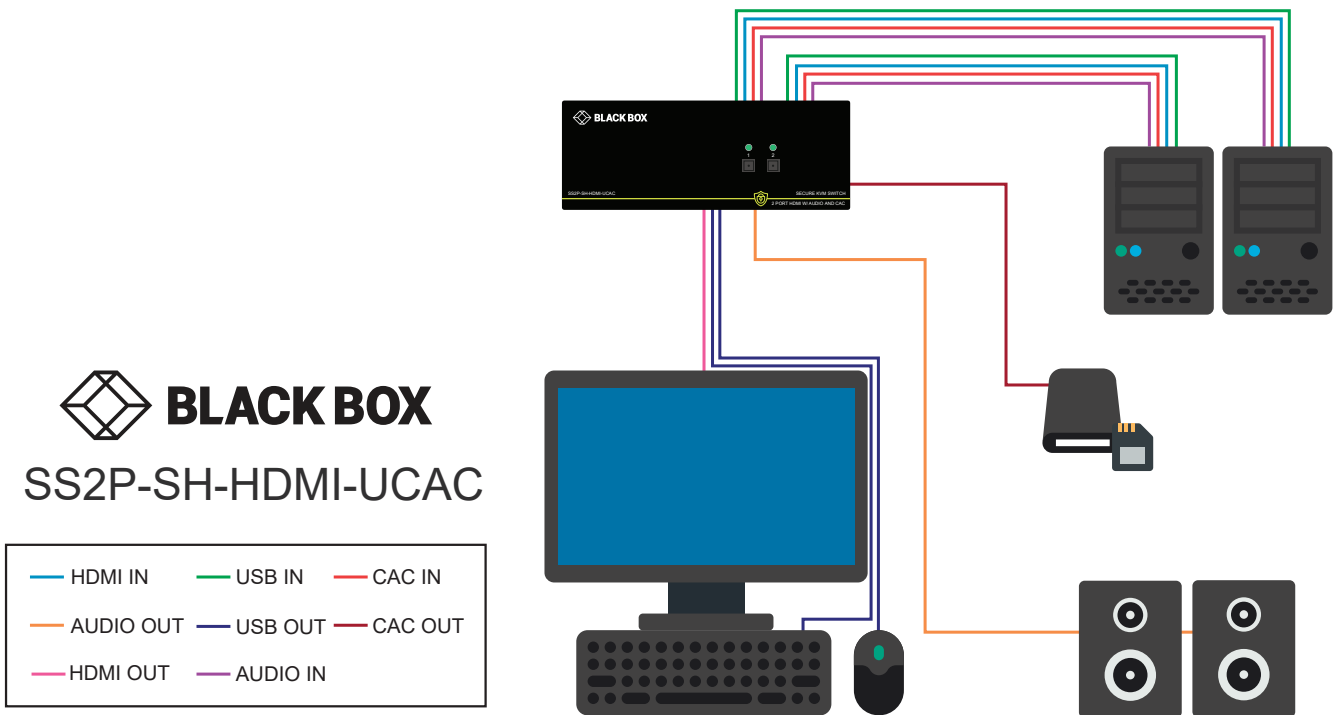 BLACK BOX
1 2
SS2P-SH-HDMI-UCAC
SECURE KVM SWITCH
2 PORT HDMI W/ AUDIO AND CAC
BLACK BOX
SS2P-SH-HDMI-UCAC
HDMI IN USB IN CAC IN
AUDIO OUT USB OUT CAC OUT
HDMI OUT AUDIO IN